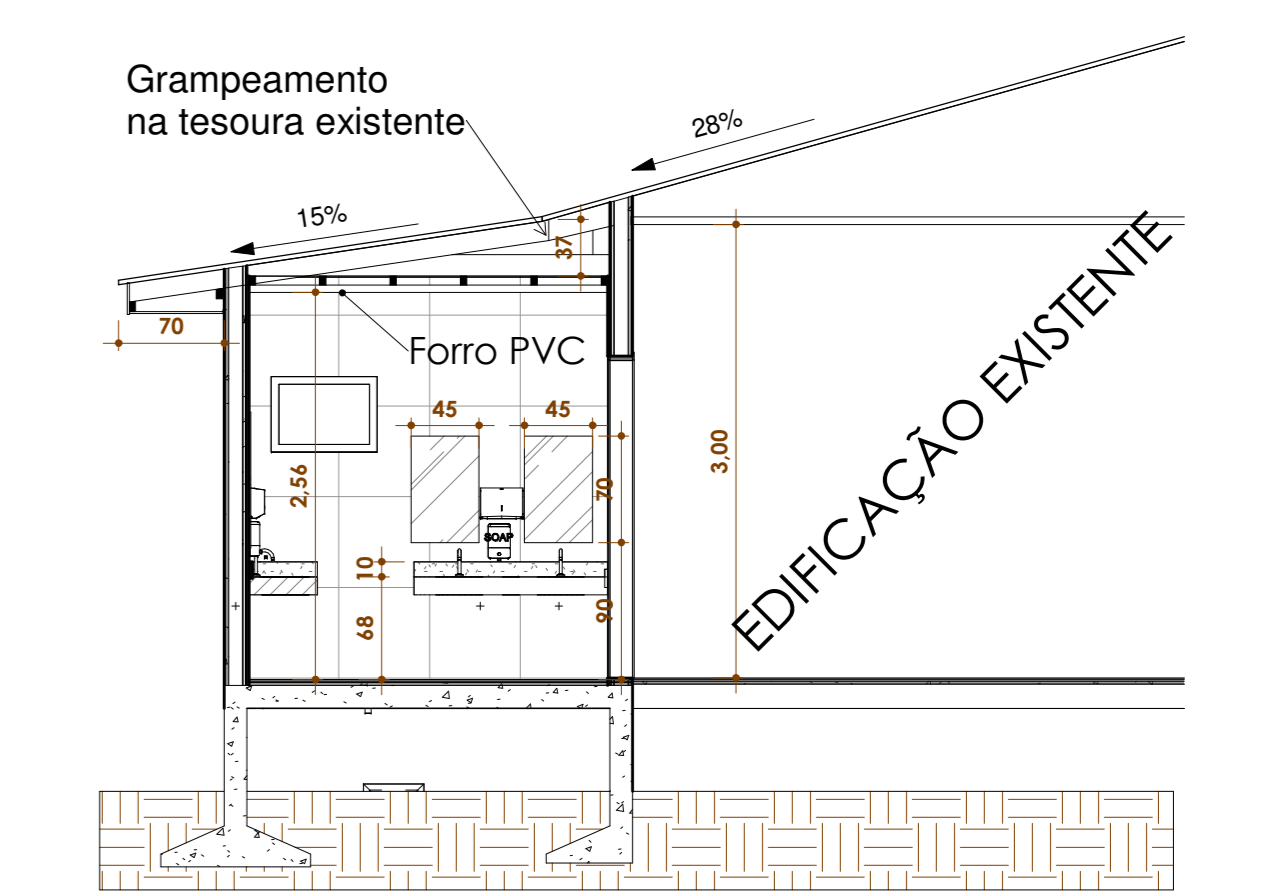 Grampeamento
na tesoura existente
28%
15%
37
70
Forro PVC
EDIFICAÇÃO EXISTENTE
45
45
3,00
2,56
70
SOAP
10
90
68